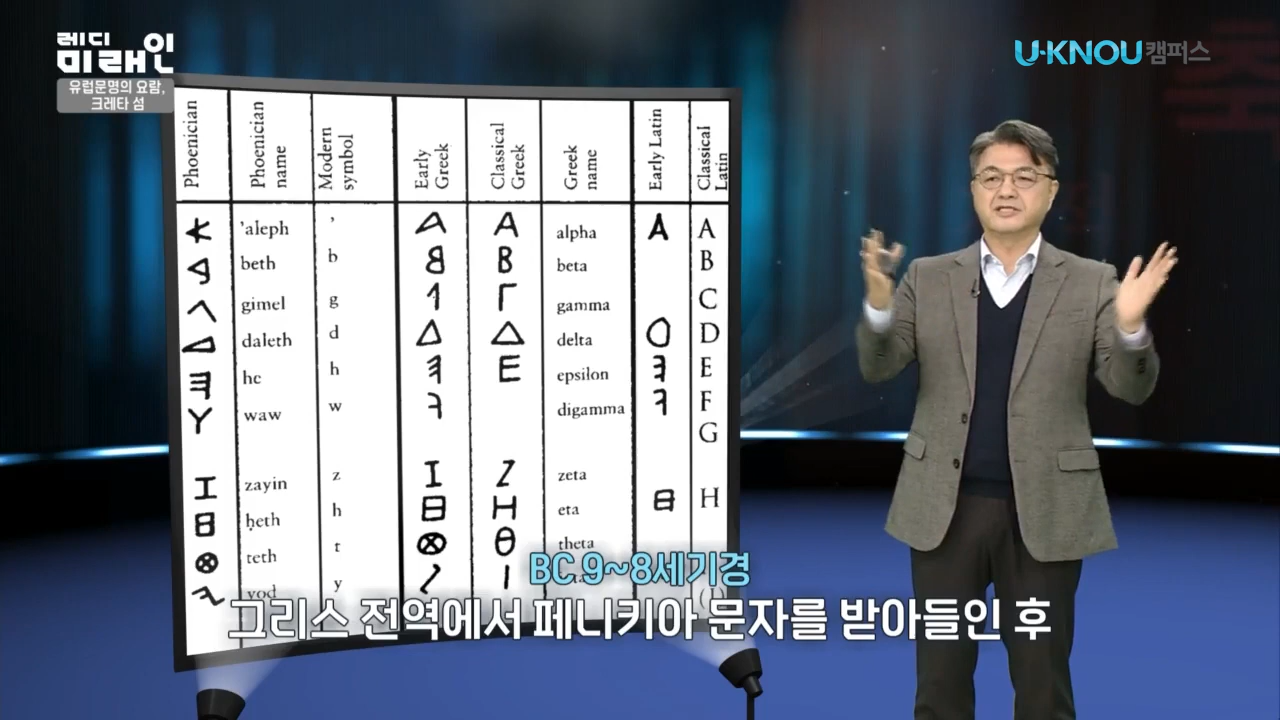 레디
미래인
유럽문명의 요람,
크레타 섬
U·KNOU캠퍼스
Phoenician
Phoenician name
Modern symbol
Early Greek
Classical Greek
Greek name
Early Latin
Classical Latin
'aleph ’ Α Α alpha A A
beth b Β Β beta B
gimel g Γ gamma C
daleth d Δ Δ delta D D
he h Ε epsilon E
waw w digamma F
G
zayin z Ι Ζ zeta
ḥeth h Η eta H
teth t Θ theta
yod y Ι (I)
BC 9~8세기경
그리스 전역에서 페니키아 문자를 받아들인 후